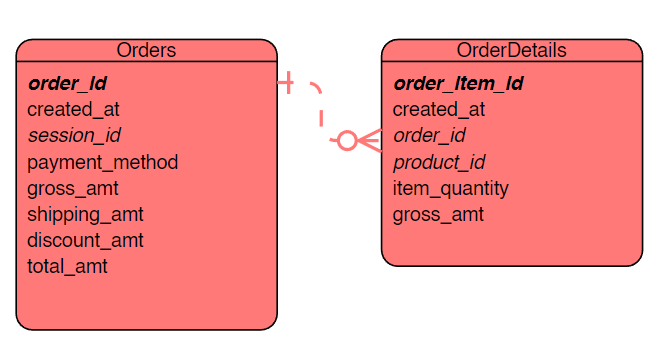 Orders
order_id
created_at
session_id
payment_method
gross_amt
shipping_amt
discount_amt
total_amt
OrderDetails
order_item_id
created_at
order_id
product_id
item_quantity
gross_amt